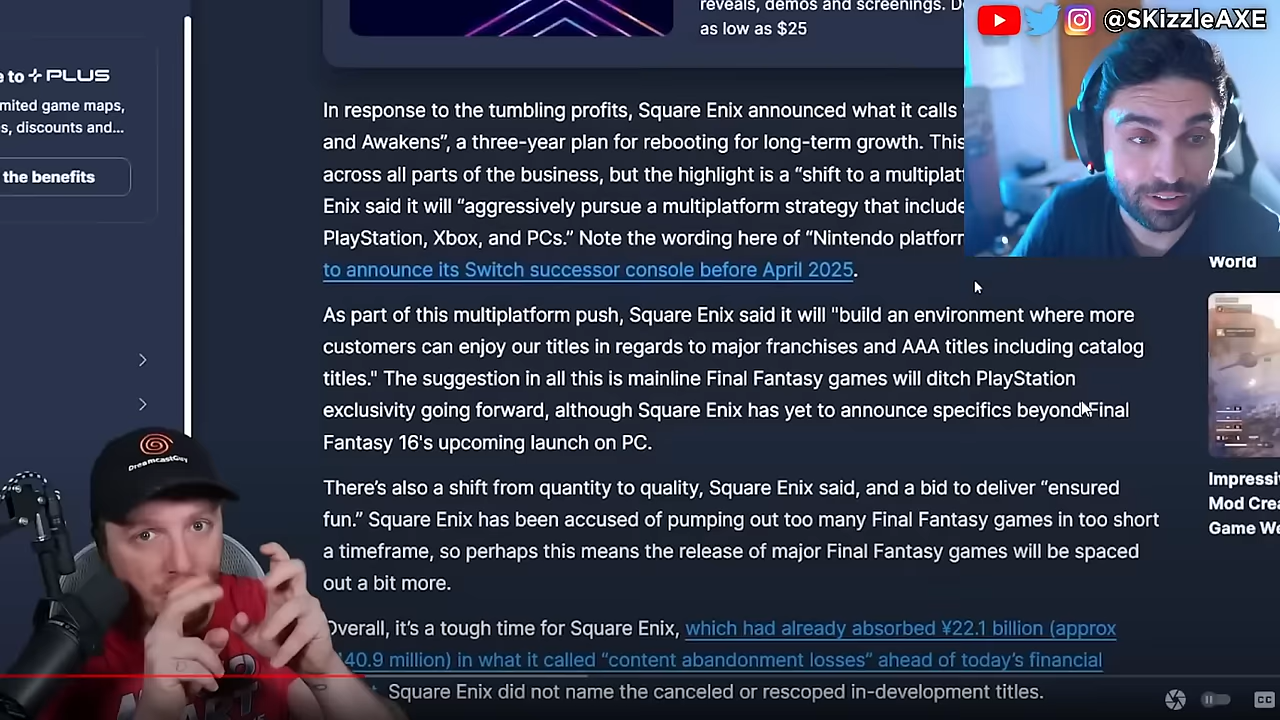 reveals, demos and screenings.
as low as $25
@SKizzleAXE
e to PLUS
imited game maps,
s, discounts and...
the benefits
In response to the tumbling profits, Square Enix announced what it calls
and Awakens”, a three-year plan for rebooting for long-term growth. This
across all parts of the business, but the highlight is a “shift to a
Enix said it will “aggressively pursue a multiplatform strategy that
PlayStation, Xbox, and PCs.” Note the wording here of “Nintendo
to announce its Switch successor console before April 2025.
World
As part of this multiplatform push, Square Enix said it will "build an environment where more
customers can enjoy our titles in regards to major franchises and AAA titles including catalog
titles." The suggestion in all this is mainline Final Fantasy games will ditch PlayStation
exclusivity going forward, although Square Enix has yet to announce specifics beyond Final
Fantasy 16's upcoming launch on PC.
There’s also a shift from quantity to quality, Square Enix said, and a bid to deliver “ensured
fun.” Square Enix has been accused of pumping out too many Final Fantasy games in too short
a timeframe, so perhaps this means the release of major Final Fantasy games will be spaced
out a bit more.
Impressi
Mod Crea
Game We
DreamcastGuy
Overall, it’s a tough time for Square Enix, which had already absorbed ¥22.1 billion (approx
40.9 million) in what it called “content abandonment losses” ahead of today’s financial
Square Enix did not name the canceled or rescoped in-development titles.
CC